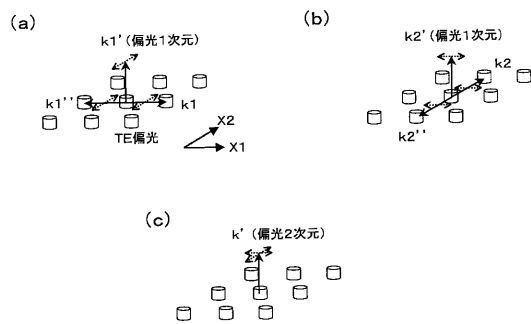 (a)
k1'(偏光1次元)
k1''
k1
TE偏光
X2
X1
(b)
k2'(偏光1次元)
k2
k2''
(c)
k'(偏光2次元)